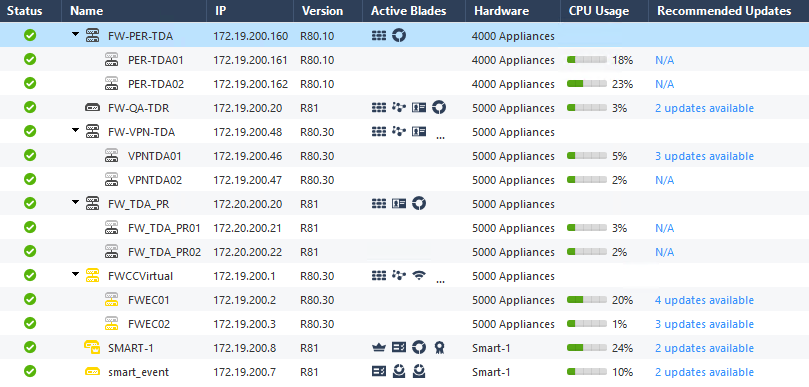 Status Name IP Version Active Blades Hardware CPU Usage Recommended Updates
FW-PER-TDA 172.19.200.160 R80.10 4000 Appliances
PER-TDA01 172.19.200.161 R80.10 4000 Appliances 18% N/A
PER-TDA02 172.19.200.162 R80.10 4000 Appliances 23% N/A
FW-QA-TDR 172.19.200.20 R81 5000 Appliances 3% 2 updates available
FW-VPN-TDA 172.19.200.48 R80.30 ... 5000 Appliances
VPNTDA01 172.19.200.46 R80.30 5000 Appliances 5% 3 updates available
VPNTDA02 172.19.200.47 R80.30 5000 Appliances 2% N/A
FW_TDA_PR 172.20.200.20 R81 5000 Appliances
FW_TDA_PR01 172.20.200.21 R81 5000 Appliances 3% N/A
FW_TDA_PR02 172.20.200.22 R81 5000 Appliances 2% N/A
FWCCVirtual 172.19.200.1 R80.30 ... 5000 Appliances
FWEC01 172.19.200.2 R80.30 5000 Appliances 20% 4 updates available
FWEC02 172.19.200.3 R80.30 5000 Appliances 1% 3 updates available
SMART-1 172.19.200.8 R81 Smart-1 24% 2 updates available
smart_event 172.19.200.7 R81 Smart-1 10% 2 updates available